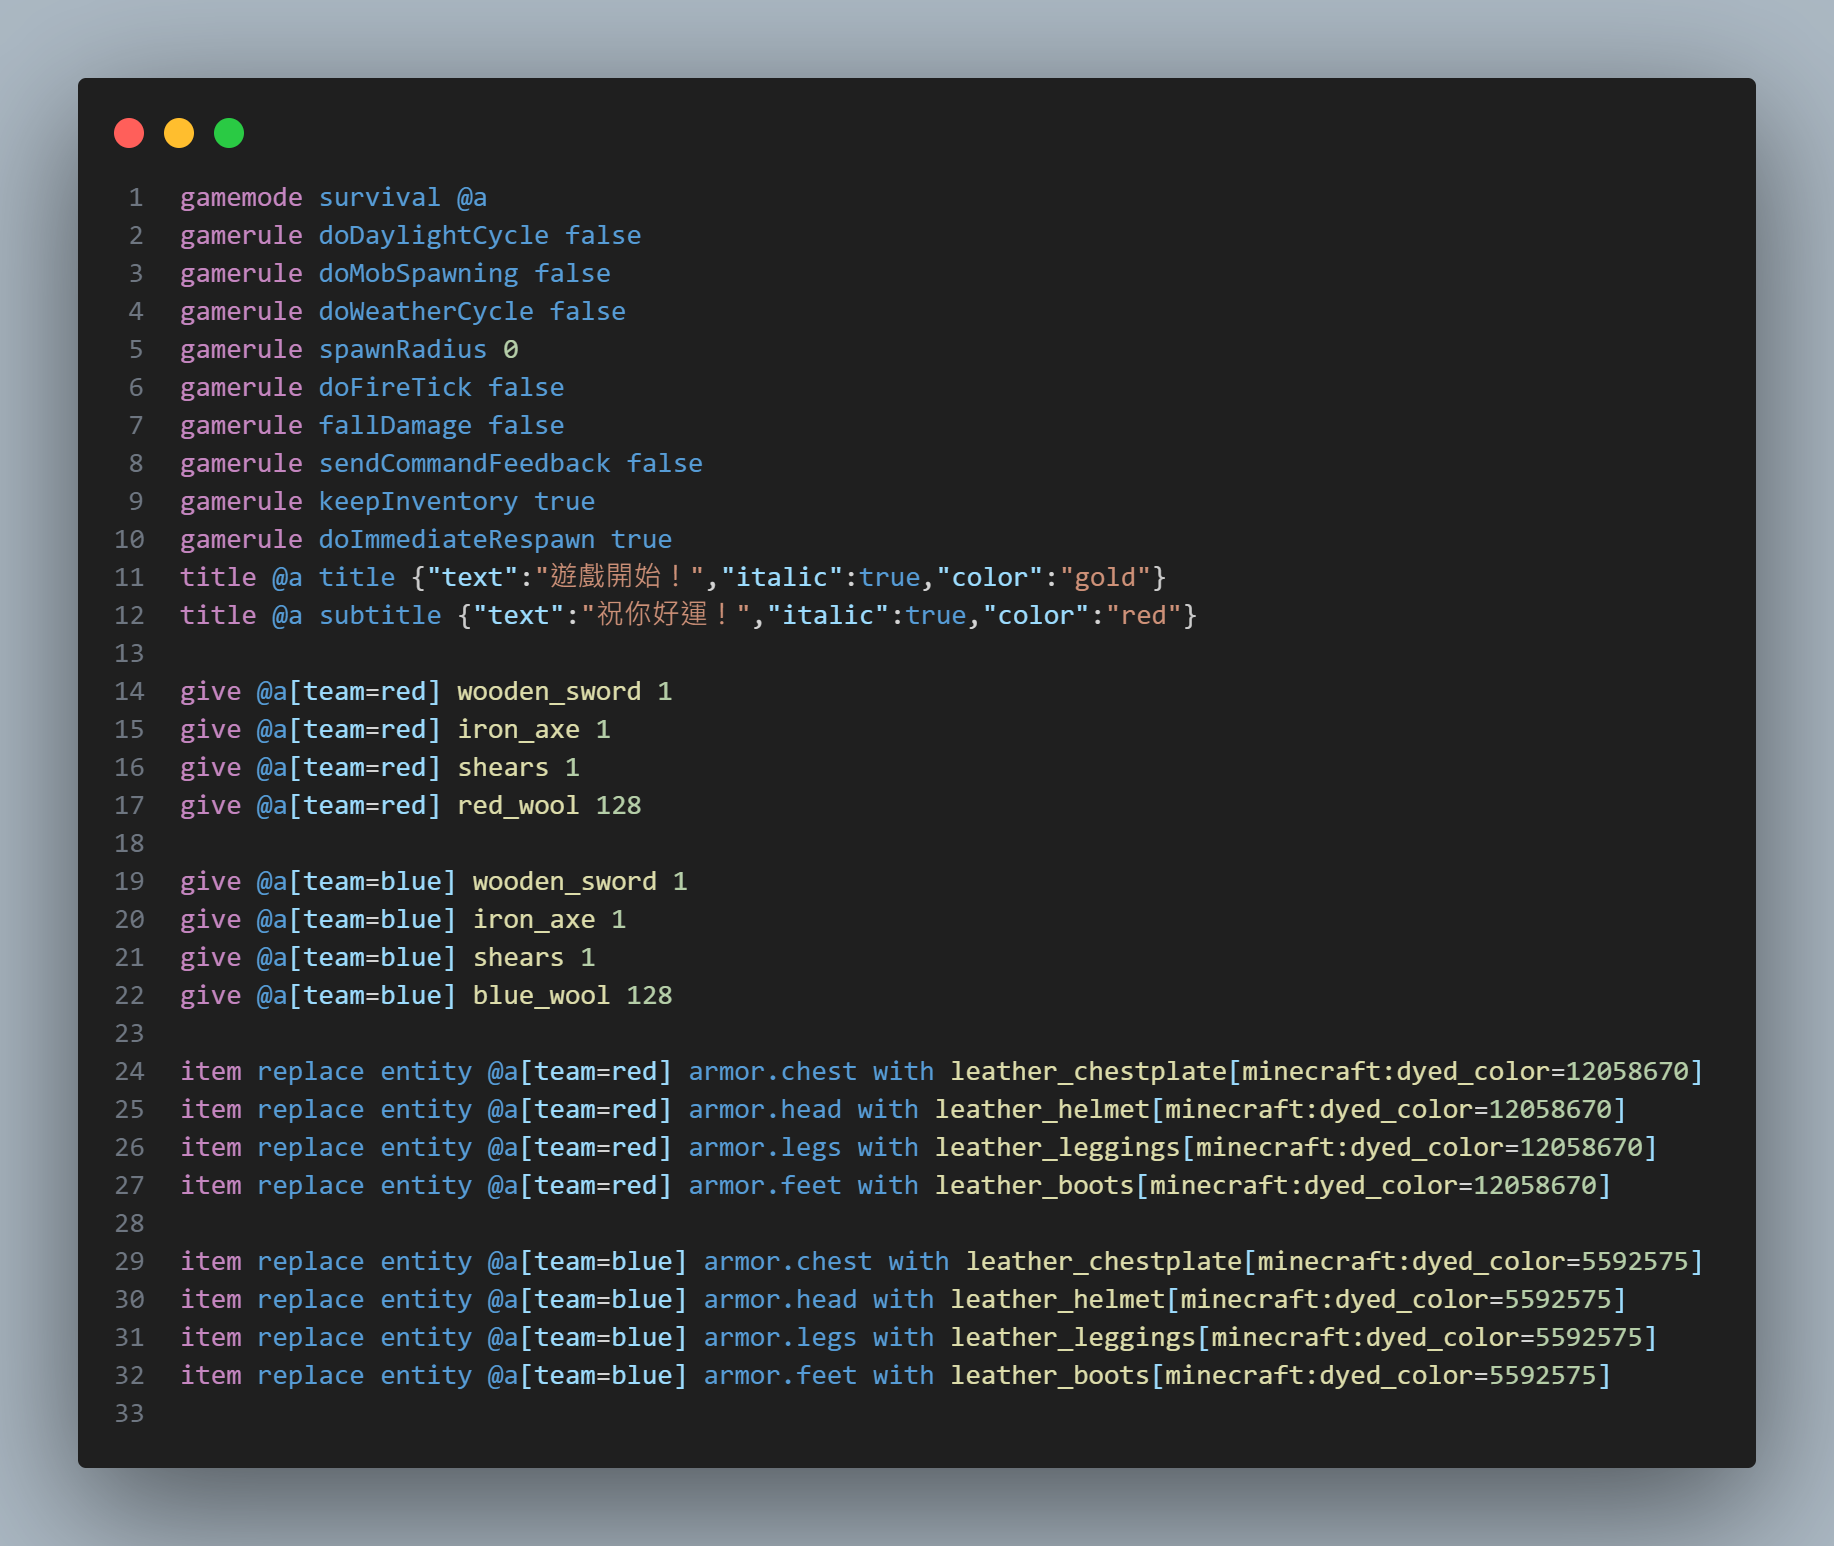 1 gamemode survival @a
2 gamerule doDaylightCycle false
3 gamerule doMobSpawning false
4 gamerule doWeatherCycle false
5 gamerule spawnRadius 0
6 gamerule doFireTick false
7 gamerule fallDamage false
8 gamerule sendCommandFeedback false
9 gamerule keepInventory true
10 gamerule doImmediateRespawn true
11 title @a title {"text":"遊戲開始！","italic":true,"color":"gold"}
12 title @a subtitle {"text":"祝你好運！","italic":true,"color":"red"}
13
14 give @a[team=red] wooden_sword 1
15 give @a[team=red] iron_axe 1
16 give @a[team=red] shears 1
17 give @a[team=red] red_wool 128
18
19 give @a[team=blue] wooden_sword 1
20 give @a[team=blue] iron_axe 1
21 give @a[team=blue] shears 1
22 give @a[team=blue] blue_wool 128
23
24 item replace entity @a[team=red] armor.chest with leather_chestplate[minecraft:dyed_color=12058670]
25 item replace entity @a[team=red] armor.head with leather_helmet[minecraft:dyed_color=12058670]
26 item replace entity @a[team=red] armor.legs with leather_leggings[minecraft:dyed_color=12058670]
27 item replace entity @a[team=red] armor.feet with leather_boots[minecraft:dyed_color=12058670]
28
29 item replace entity @a[team=blue] armor.chest with leather_chestplate[minecraft:dyed_color=5592575]
30 item replace entity @a[team=blue] armor.head with leather_helmet[minecraft:dyed_color=5592575]
31 item replace entity @a[team=blue] armor.legs with leather_leggings[minecraft:dyed_color=5592575]
32 item replace entity @a[team=blue] armor.feet with leather_boots[minecraft:dyed_color=5592575]
33